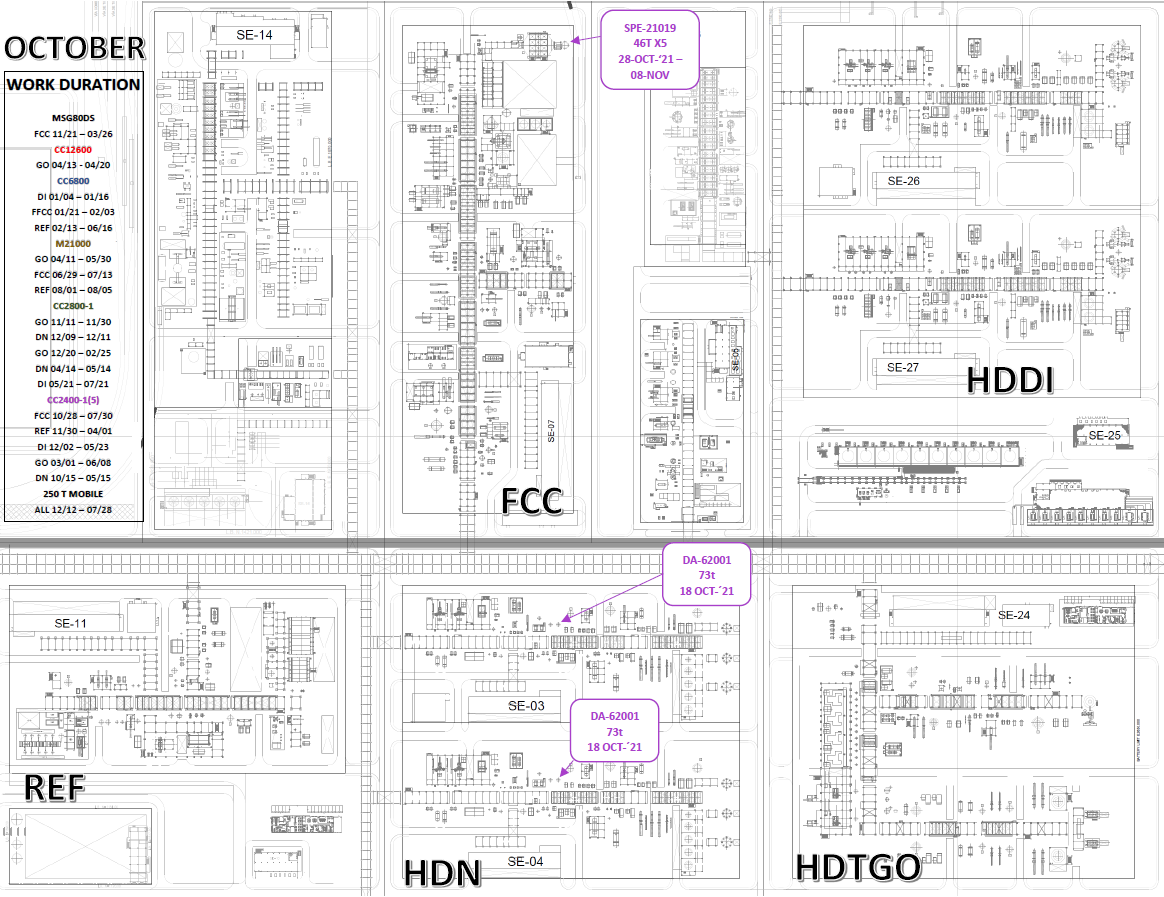 OCTOBER
WORK DURATION
MSG80DS
FCC 11/21 – 03/26
CC12600
GO 04/13 - 04/20
CC6800
DI 01/04 – 01/16
FFCC 01/21 – 02/03
REF 02/13 – 06/16
M21000
GO 04/11 – 05/30
FCC 06/29 – 07/13
REF 08/01 – 08/05
CC2800-1
GO 11/11 – 11/30
DN 12/09 – 12/11
GO 12/20 – 02/25
DN 04/14 – 05/14
DI 05/21 – 07/21
CC2400-1(5)
FCC 10/28 – 07/30
REF 11/30 – 04/01
DI 12/02 – 05/23
GO 03/01 – 06/08
DN 10/15 – 05/15
250 T MOBILE
ALL 12/12 – 07/28
SE-14
SPE-21019
46T X5
28-OCT-'21 –
08-NOV
SE-07
FCC
SE-05
SE-26
SE-27
HDDI
SE-25
SE-11
REF
DA-62001
73t
18 OCT-´21
SE-03
DA-62001
73t
18 OCT-´21
SE-04
HDN
SE-24
HDTGO